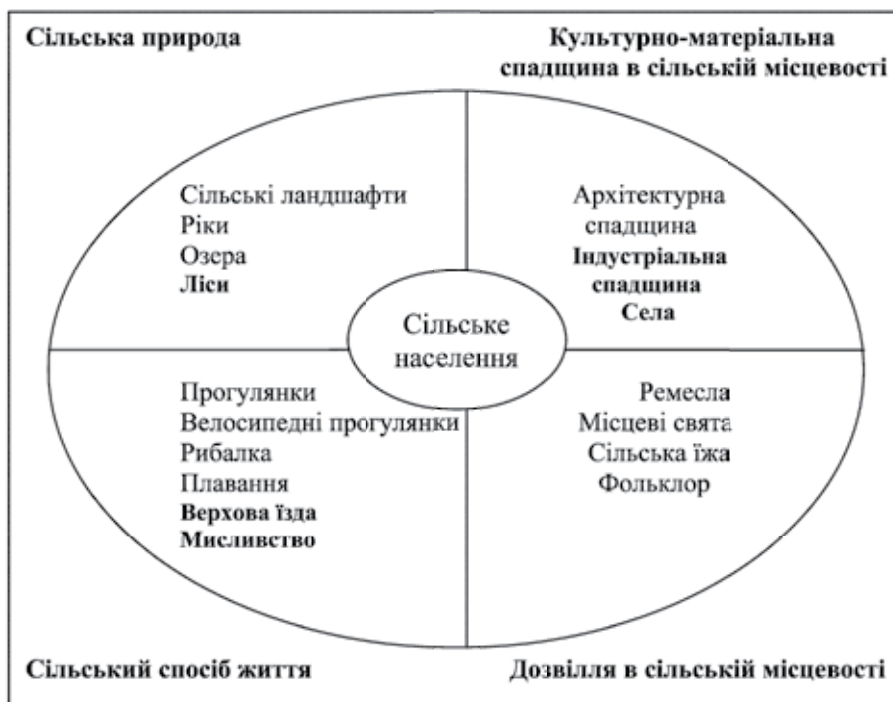 Сільська природа
Культурно-матеріальна
спадщина в сільській місцевості
Сільські ландшафти
Ріки
Озера
Ліси
Архітектурна
спадщина
Індустріальна
спадщина
Села
Сільське
населення
Прогулянки
Велосипедні прогулянки
Рибалка
Плавання
Верхова їзда
Мисливство
Ремесла
Місцеві свята
Сільська їжа
Фольклор
Сільський спосіб життя
Дозвілля в сільській місцевості